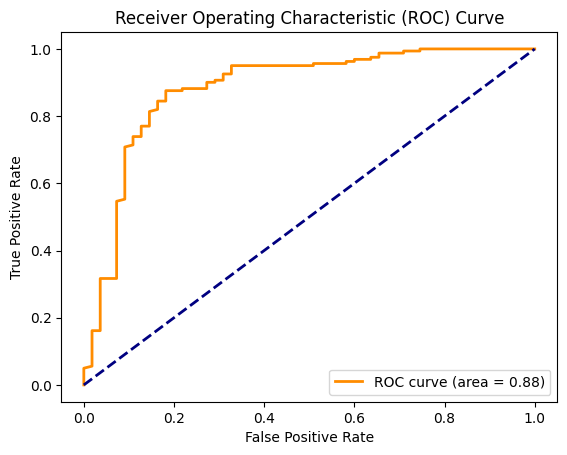 Receiver Operating Characteristic (ROC) Curve
1.0
0.8
0.6
0.4
0.2
0.0
True Positive Rate
ROC curve (area = 0.88)
0.0 0.2 0.4 0.6 0.8 1.0
False Positive Rate